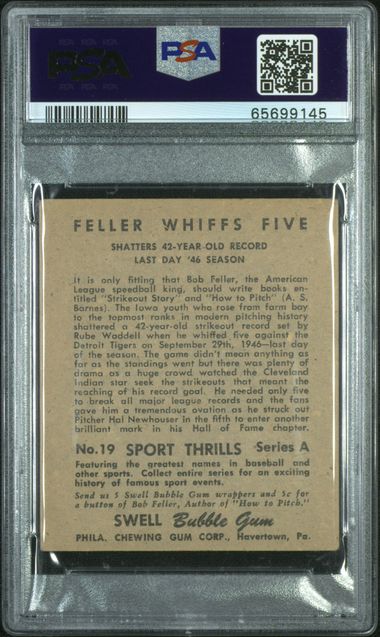 PSA
PSA
65699145
FELLER WHIFFS FIVE
SHATTERS 42-YEAR-OLD RECORD
LAST DAY '46 SEASON
It is only fitting that Bob Feller, the American
League speedball king, should write books en-
titled "Strikeout Story" and "How to Pitch" (A. S.
Barnes). The Iowa youth who rose from farm boy
to the topmost ranks in modern pitching history
shattered a 42-year-old strikeout record set by
Rube Waddell when he whiffed five against the
Detroit Tigers on September 29th, 1946—last day
of the season. The game didn't mean anything as
far as the standings went but there was plenty of
drama as a huge crowd watched the Cleveland
Indian star seek the strikeouts that meant the
reaching of his record goal. He needed only five
to break all major league records and the fans
gave him a tremendous ovation as he struck out
Pitcher Hal Newhouser in the fifth to enter another
brilliant mark in his Hall of Fame chapter.
No. 19 SPORT THRILLS Series A
Featuring the greatest names in baseball and
other sports. Collect entire series for an exciting
history of famous sport events.
Send us 5 Swell Bubble Gum wrappers and 5c for
a button of Bob Feller, Author of "How to Pitch."
SWELL Bubble Gum
PHILA. CHEWING GUM CORP., Havertown, Pa.